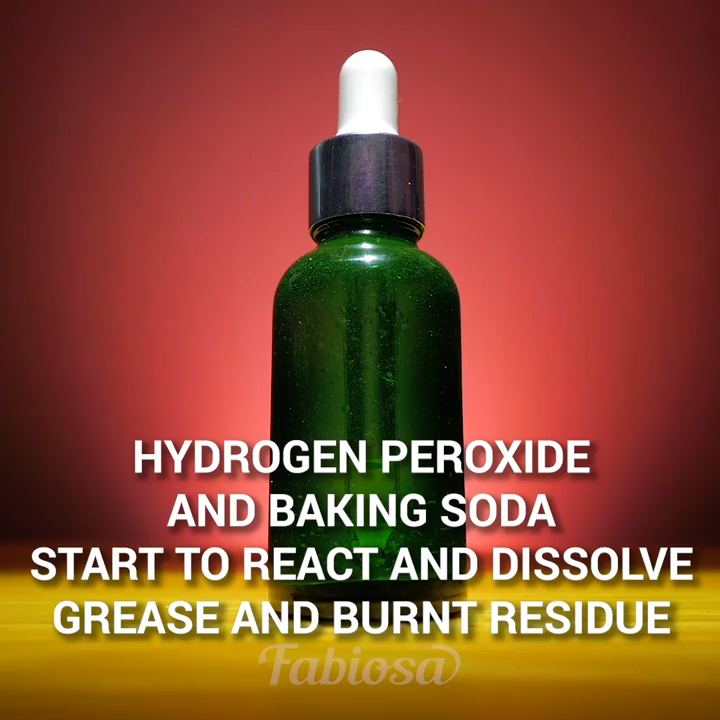 HYDROGEN PEROXIDE
AND BAKING SODA
START TO REACT AND DISSOLVE
GREASE AND BURNT RESIDUE
Fabiosa